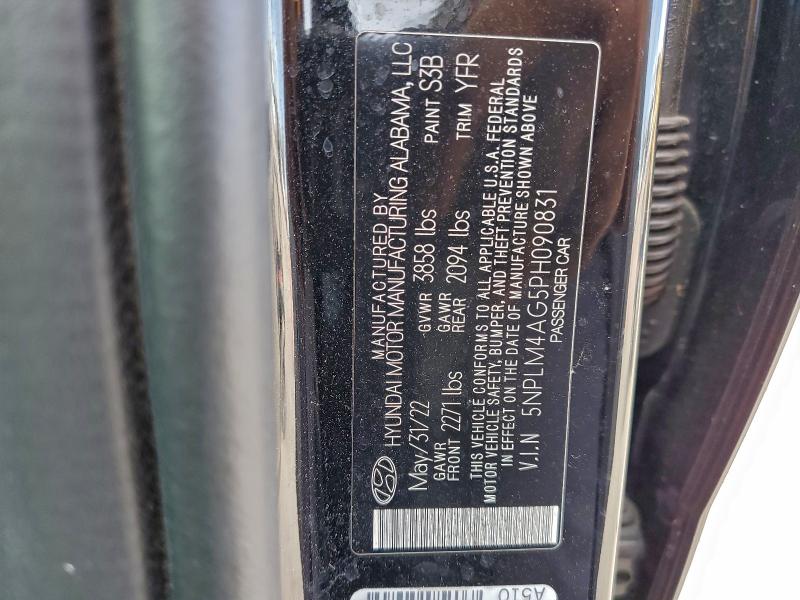 MANUFACTURED BY
HYUNDAI MOTOR MANUFACTURING ALABAMA, LLC
May/31/22 GVWR 3858 lbs PAINT S3B
GAWR FRONT 2271 lbs GAWR REAR 2094 lbs TRIM YFR
THIS VEHICLE CONFORMS TO ALL APPLICABLE U.S.A. FEDERAL
MOTOR VEHICLE SAFETY, BUMPER, AND THEFT PREVENTION STANDARDS
IN EFFECT ON THE DATE OF MANUFACTURE SHOWN ABOVE
V.I.N 5NPLM4AG5PH090831
PASSENGER CAR
A510